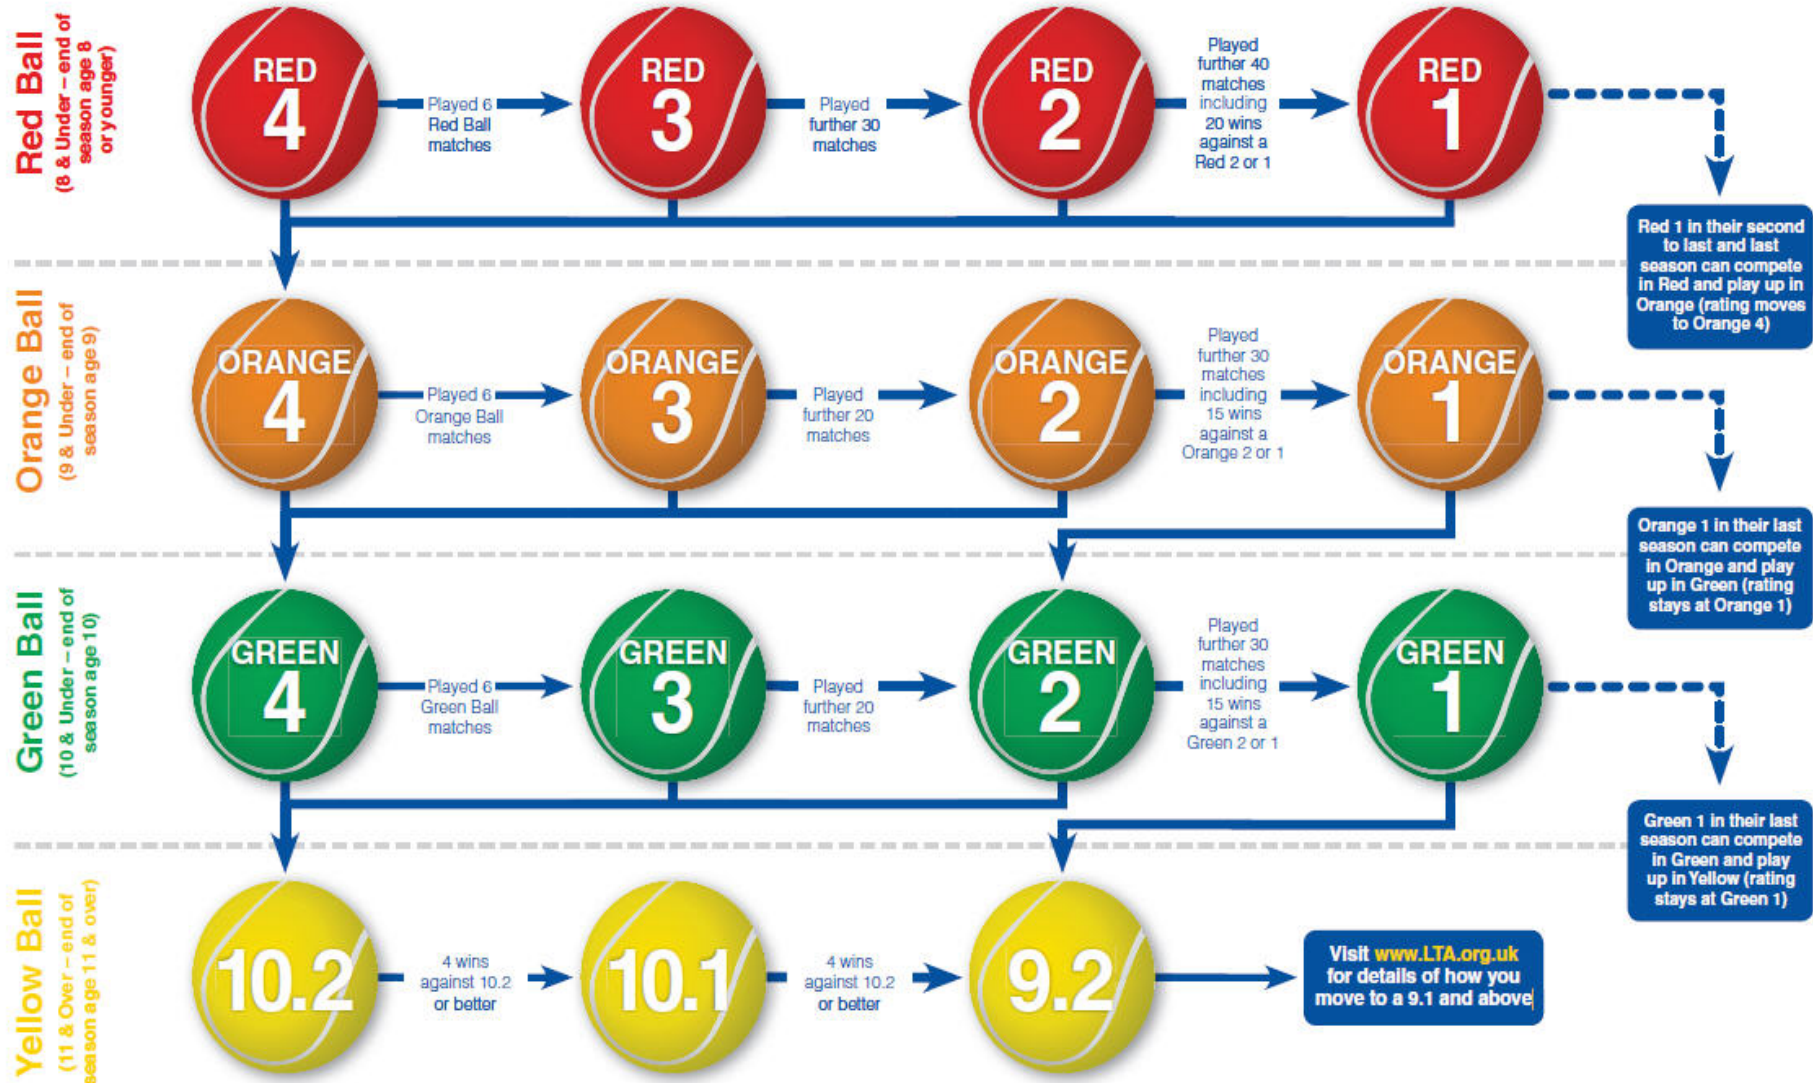 Red Ball
(8 & Under – end of
season age 8
or younger)
RED
4
Played 6
Red Ball
matches
RED
3
Played
further 30
matches
RED
2
Played
further 40
matches
including
20 wins
against a
Red 2 or 1
RED
1
Red 1 in their second
to last and last
season can compete
in Red and play up in
Orange (rating moves
to Orange 4)
Orange Ball
(9 & Under – end of
season age 9)
ORANGE
4
Played 6
Orange Ball
matches
ORANGE
3
Played
further 20
matches
ORANGE
2
Played
further 30
matches
including
15 wins
against a
Orange 2 or 1
ORANGE
1
Orange 1 in their last
season can compete
in Orange and play
up in Green (rating
stays at Orange 1)
Green Ball
(10 & Under – end of
season age 10)
GREEN
4
Played 6
Green Ball
matches
GREEN
3
Played
further 20
matches
GREEN
2
Played
further 30
matches
including
15 wins
against a
Green 2 or 1
GREEN
1
Green 1 in their last
season can compete
in Green and play
up in Yellow (rating
stays at Green 1)
Yellow Ball
(11 & Over – end of
season age 11 & over)
10.2
4 wins
against 10.2
or better
10.1
4 wins
against 10.2
or better
9.2
Visit www.LTA.org.uk
for details of how you
move to a 9.1 and above